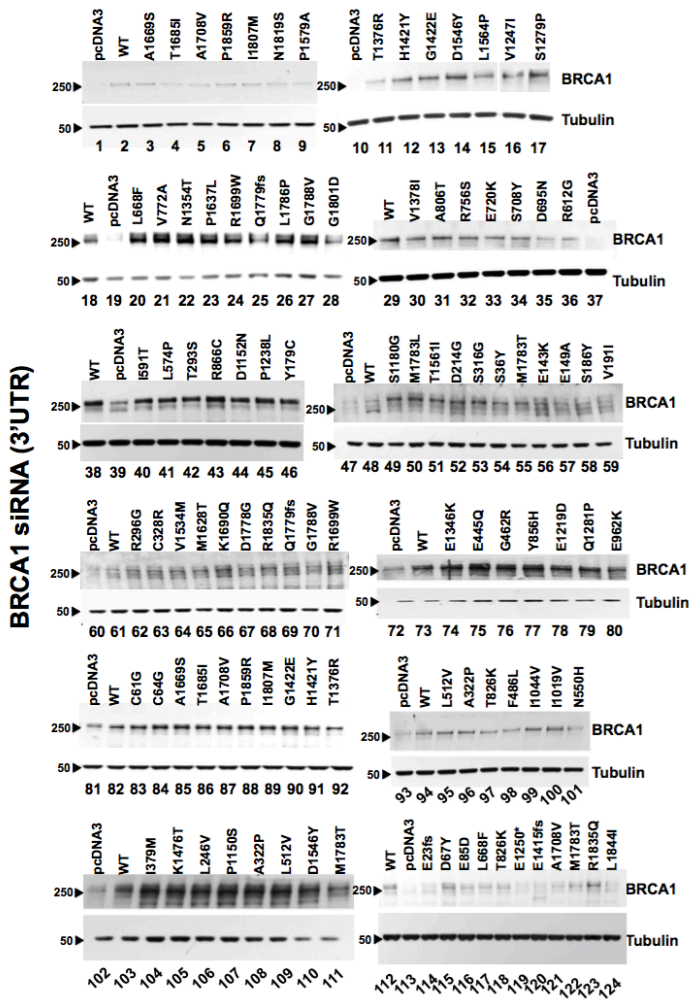 BRCA1 siRNA (3'UTR)
pcDNA3 WT A1669S T1685I A1708V P1859R I1807M N1819S P1579A
250
50
1 2 3 4 5 6 7 8 9
pcDNA3 T1376R H1421Y G1422E D1546Y L1564P V1247I S1279P
250 BRCA1
50 Tubulin
10 11 12 13 14 15 16 17
WT pcDNA3 L668F V772A N1354T P1637L R1699W Q1779fs L1786P G1788V G1801D
250
50
18 19 20 21 22 23 24 25 26 27 28
WT V1378I A806T R756S E720K S708Y D695N R612G pcDNA3
250 BRCA1
50 Tubulin
29 30 31 32 33 34 35 36 37
WT pcDNA3 I591T L574P T293S R866C D1152N P1238L Y179C
250
50
38 39 40 41 42 43 44 45 46
pcDNA3 WT S1180G M1783L T1561I D214G S316G S36Y M1783T E143K E149A S186Y V191I
250 BRCA1
50 Tubulin
47 48 49 50 51 52 53 54 55 56 57 58 59
pcDNA3 WT R296G C328R V1534M M1628T K1690Q D1778G R1835Q Q1779fs G1788V R1699W
250
50
60 61 62 63 64 65 66 67 68 69 70 71
pcDNA3 WT E1346K E445Q G462R Y856H E1219D Q1281P E962K
250 BRCA1
50 Tubulin
72 73 74 75 76 77 78 79 80
pcDNA3 WT C61G C64G A1669S T1685I A1708V P1859R I1807M G1422E H1421Y T1376R
250
50
81 82 83 84 85 86 87 88 89 90 91 92
pcDNA3 WT L512V A322P T826K F486L I1044V I1019V N550H
250 BRCA1
50 Tubulin
93 94 95 96 97 98 99 100 101
pcDNA3 WT I379M K1476T L246V P1150S A322P L512V D1546Y M1783T
250
50
102 103 104 105 106 107 108 109 110 111
WT pcDNA3 E23fs D67Y E85D L668F T826K E1250* E1415fs A1708V M1783T R1835Q L1844I
250 BRCA1
50 Tubulin
112 113 114 115 116 117 118 119 120 121 122 123 124